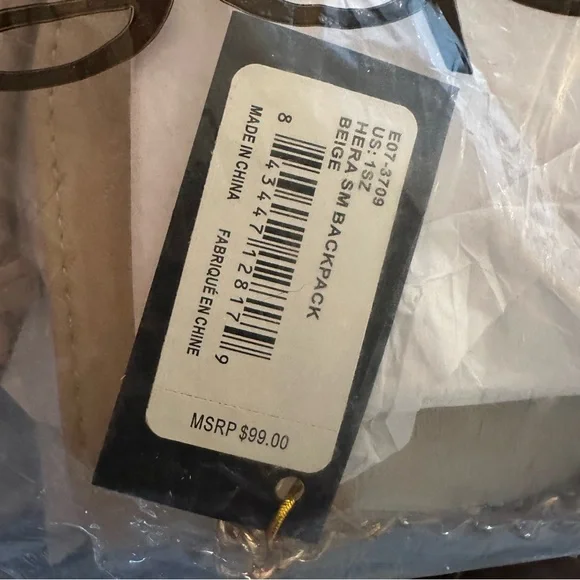 E07-3709
US: 1SZ
HERA SM BACKPACK
BEIGE
8 43447 12817 9
MADE IN CHINA FABRIQUÉ EN CHINE
MSRP $99.00